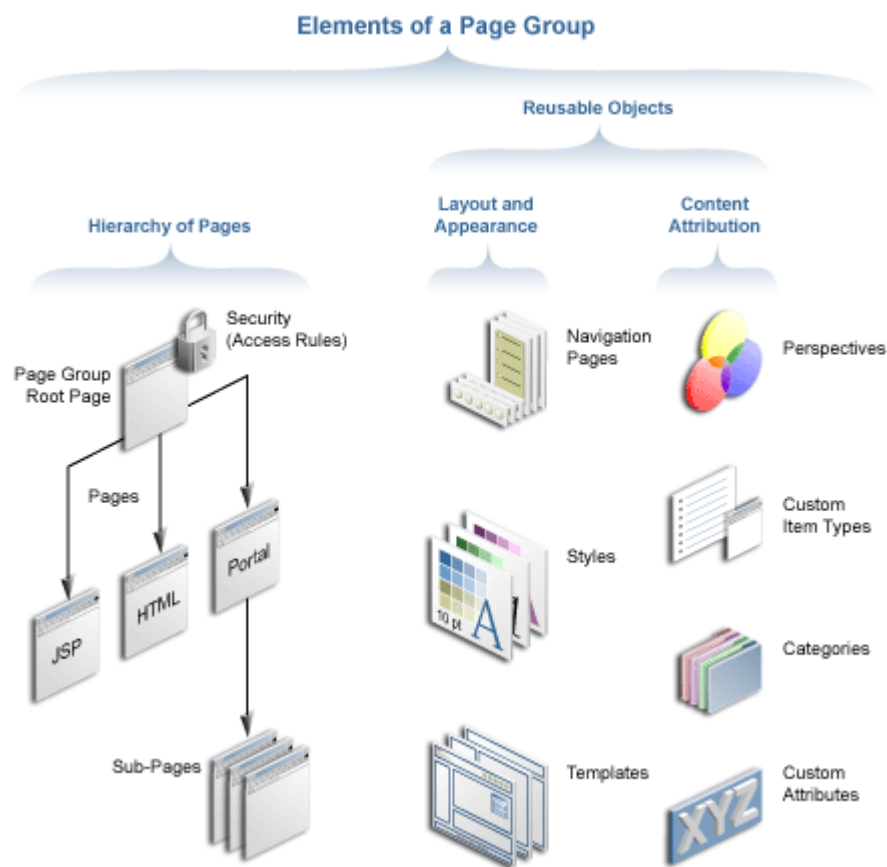 Elements of a Page Group
Reusable Objects
Hierarchy of Pages
Layout and
Appearance
Content
Attribution
Security
(Access Rules)
Page Group
Root Page
Pages
JSP
HTML
Portal
Sub-Pages
Navigation
Pages
Styles
10 pt
A
Templates
Perspectives
Custom
Item Types
Categories
XYZ
Custom
Attributes